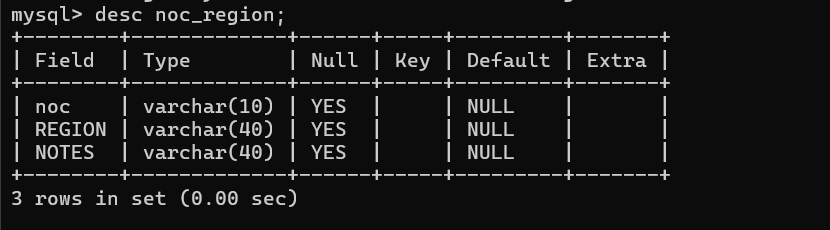 mysql> desc noc_region;
+--------+-------------+------+-----+---------+-------+
| Field  | Type        | Null | Key | Default | Extra |
+--------+-------------+------+-----+---------+-------+
| noc    | varchar(10) | YES  |     | NULL    |       |
| REGION | varchar(40) | YES  |     | NULL    |       |
| NOTES  | varchar(40) | YES  |     | NULL    |       |
+--------+-------------+------+-----+---------+-------+
3 rows in set (0.00 sec)